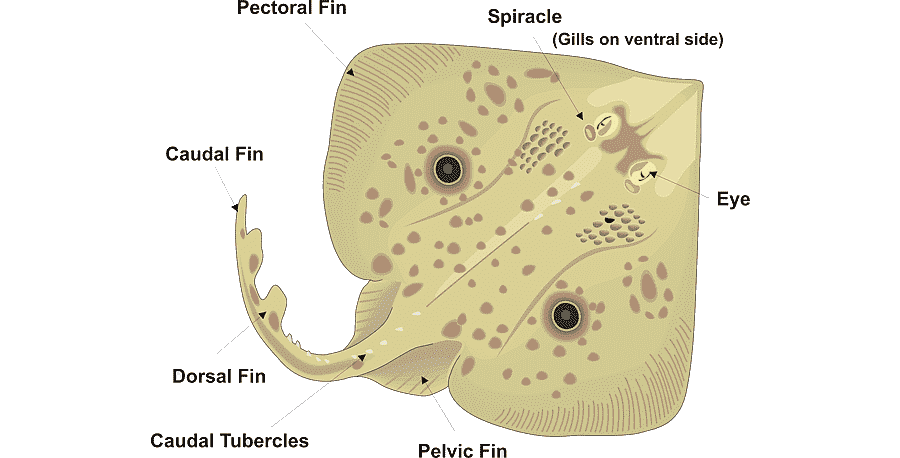 Pectoral Fin
Spiracle
(Gills on ventral side)
Caudal Fin
Eye
Dorsal Fin
Caudal Tubercles
Pelvic Fin